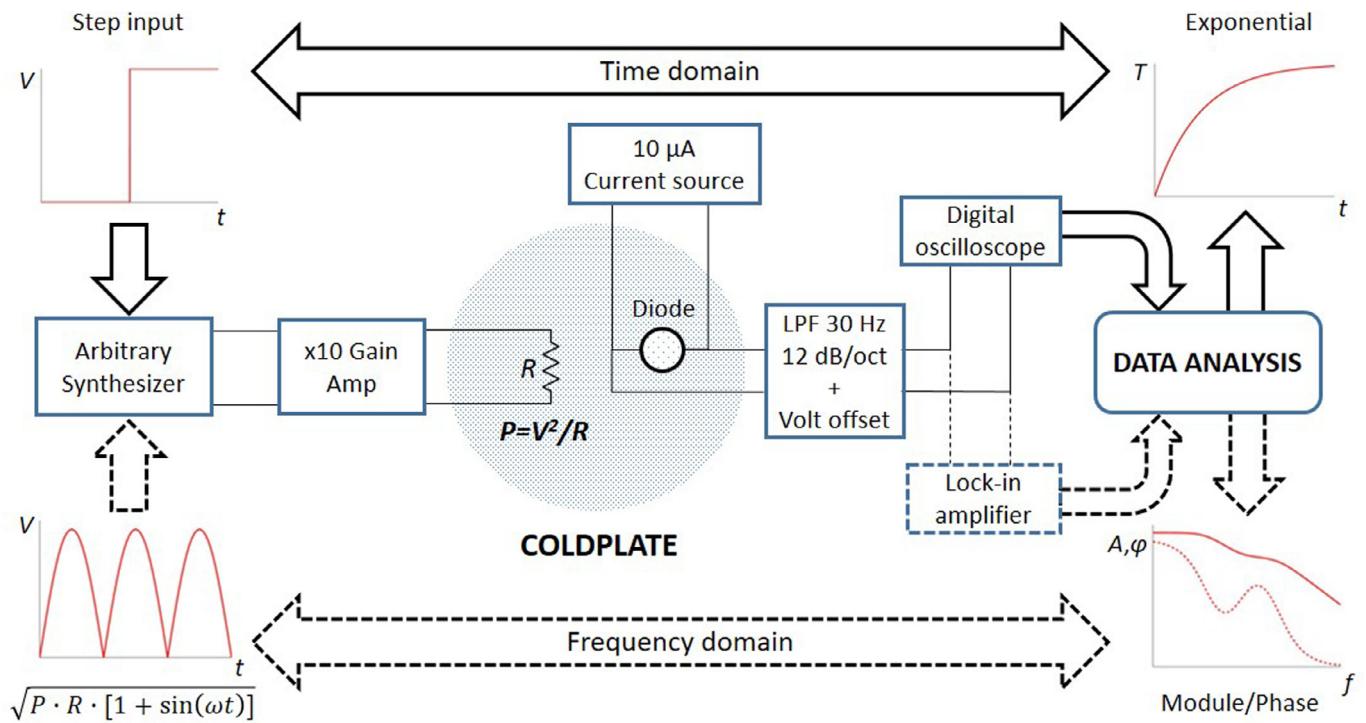 Step input
V
t
Time domain
Exponential
T
t
10 µA
Current source
Digital
oscilloscope
Arbitrary
Synthesizer
x10 Gain
Amp
R
P=V²/R
Diode
LPF 30 Hz
12 dB/oct
+
Volt offset
DATA ANALYSIS
Lock-in
amplifier
COLDPLATE
V
t
√P · R · [1 + sin(ωt)]
Frequency domain
A,φ
f
Module/Phase